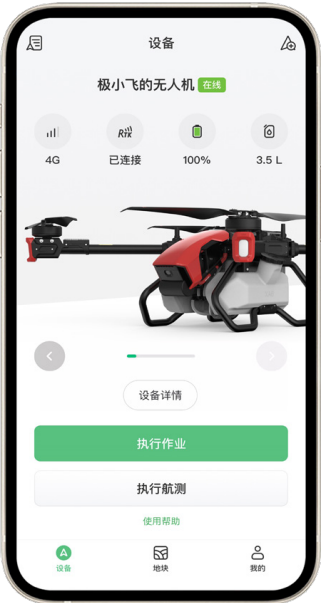 设备
极小飞的无人机 在线
4G 已连接 100% 3.5 L
RTK
设备详情
执行作业
执行航测
使用帮助
设备 地块 我的